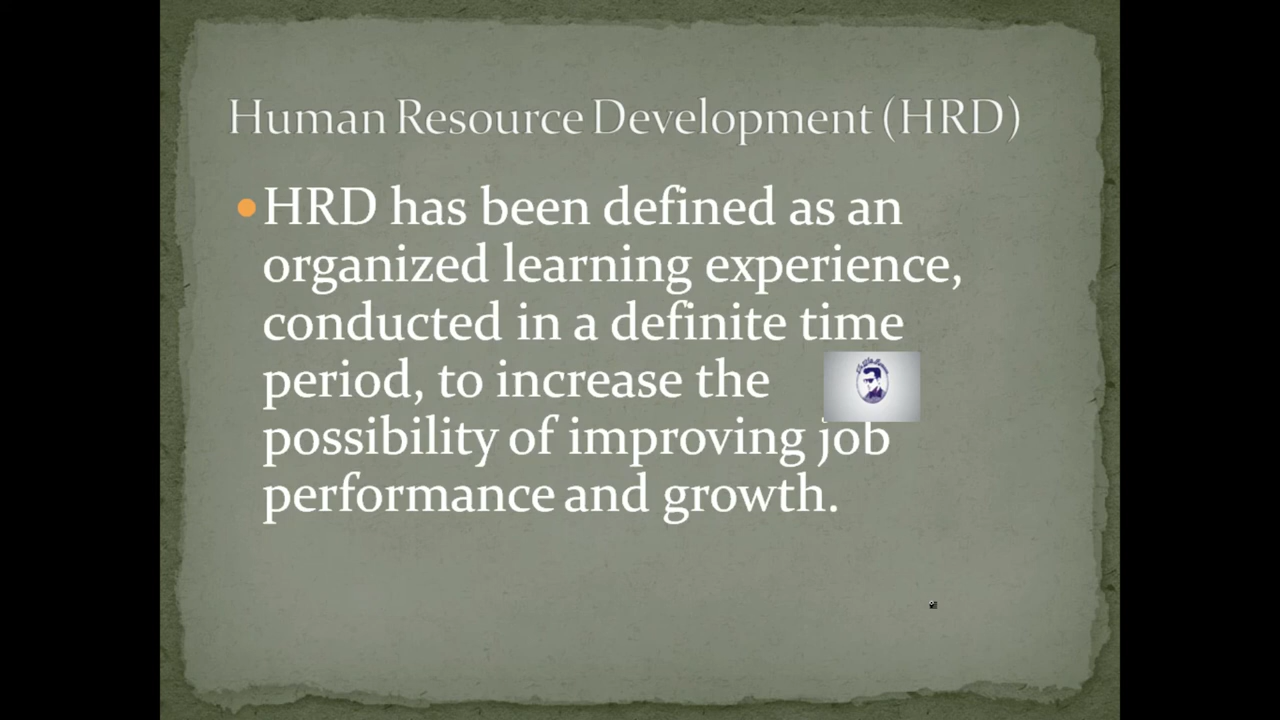 Human Resource Development (HRD)
HRD has been defined as an
organized learning experience,
conducted in a definite time
period, to increase the
possibility of improving job
performance and growth.